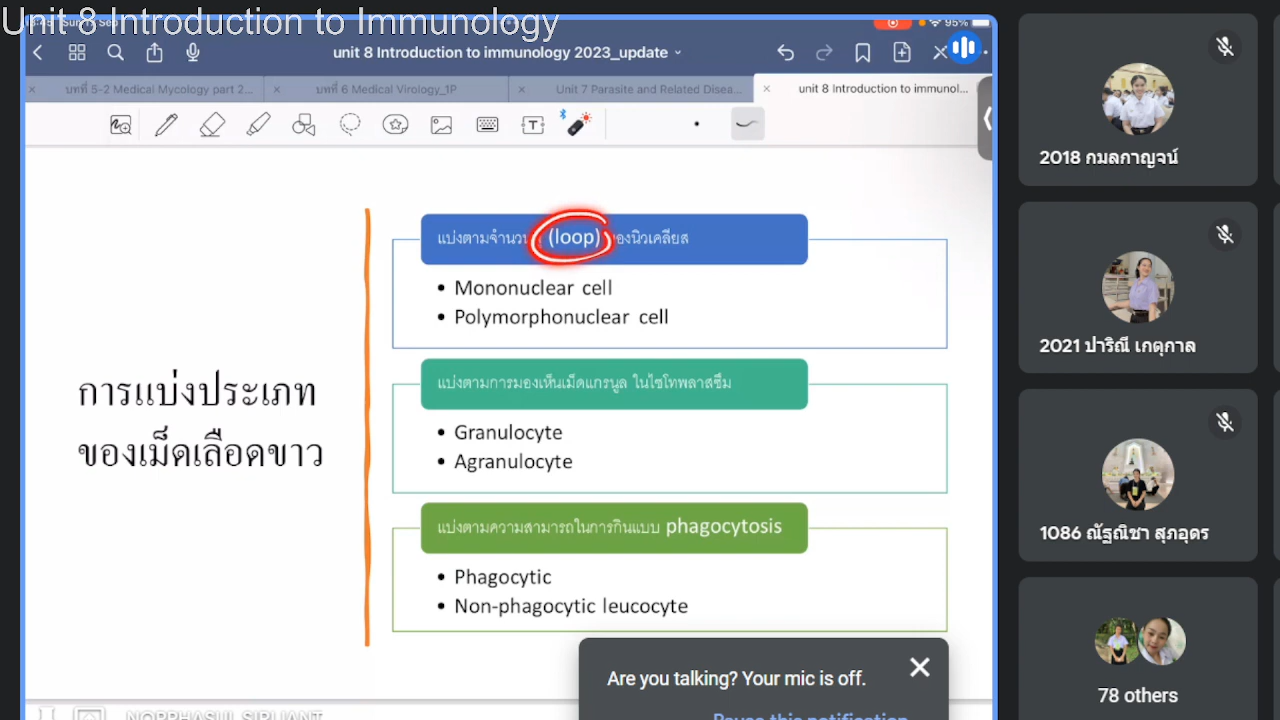 Unit 8 Introduction to Immunology
95%
unit 8 Introduction to immunology 2023_update
บทที่ 5-2 Medical Mycology part 2...
บทที่ 6 Medical Virology_1P
Unit 7 Parasite and Related Disea...
unit 8 Introduction to immunol...
การแบ่งประเภท
ของเม็ดเลือดขาว
แบ่งตามจำนวน (loop) ของนิวเคลียส
• Mononuclear cell
• Polymorphonuclear cell
แบ่งตามการมองเห็นเม็ดแกรนูล ในไซโทพลาสซึม
• Granulocyte
• Agranulocyte
แบ่งตามความสามารถในการกินแบบ phagocytosis
• Phagocytic
• Non-phagocytic leucocyte
Are you talking? Your mic is off.
Pause this notification
2018 กมลกาญจน์
2021 ปาริณี เกตุกาล
1086 ณัฐณิชา สุภอุดร
78 others